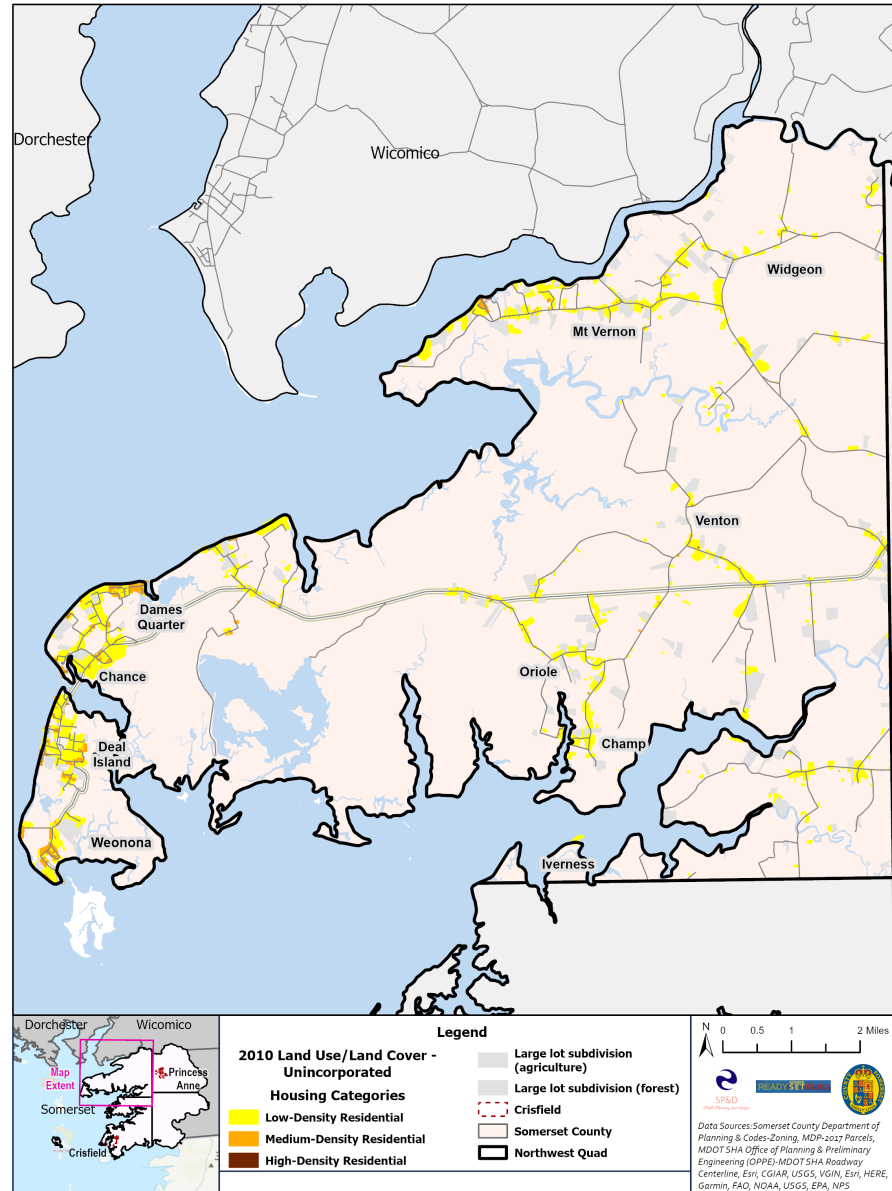 Dorchester
Wicomico
Widgeon
Mt Vernon
Venton
Dames
Quarter
Chance
Oriole
Deal
Island
Champ
Weonona
Iverness
Dorchester
Wicomico
Map
Extent
Princess
Anne
Somerset
Crisfield
Legend
2010 Land Use/Land Cover -
Unincorporated
Housing Categories
Low-Density Residential
Medium-Density Residential
High-Density Residential
Large lot subdivision
(agriculture)
Large lot subdivision (forest)
Crisfield
Somerset County
Northwest Quad
N
0 0.5 1 2 Miles
SP&D
READY
Data Sources:Somerset County Department of
Planning & Codes-Zoning, MDP-2017 Parcels,
MDOT SHA Office of Planning & Preliminary
Engineering (OPPE)-MDOT SHA Roadway
Centerline, Esri, CGIAR, USGS, VGIN, Esri, HERE,
Garmin, FAO, NOAA, USGS, EPA, NPS